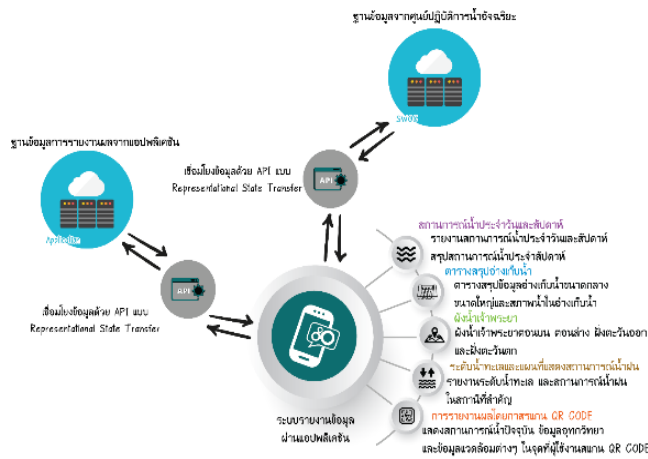 ฐานข้อมูลจากศูนย์ปฏิบัติการน้ำอัจฉริยะ
SWOC
ฐานข้อมูลการรายงานผลจากแอปพลิเคชัน
Application
เชื่อมโยงข้อมูลด้วย API แบบ
Representational State Transfer
API
เชื่อมโยงข้อมูลด้วย API แบบ
Representational State Transfer
API
ระบบรายงานข้อมูล
ผ่านแอปพลิเคชัน
สถานการณ์น้ำประจำวันและสัปดาห์
รายงานสถานการณ์น้ำประจำวันและสัปดาห์
สรุปสถานการณ์น้ำประจำสัปดาห์
ตารางสรุปอ่างเก็บน้ำ
ตารางสรุปข้อมูลอ่างเก็บน้ำขนาดกลาง
ขนาดใหญ่และสภาพน้ำในอ่างเก็บน้ำ
ผังน้ำเจ้าพระยา
ผังน้ำเจ้าพระยาตอนบน ตอนล่าง ฝั่งตะวันออก
และฝั่งตะวันตก
ระดับน้ำทะเลและแผนที่แสดงสถานการณ์น้ำฝน
รายงานระดับน้ำทะเล และสถานการณ์น้ำฝน
ในสถานีที่สำคัญ
การรายงานผลโดยการสแกน QR CODE
แสดงสถานการณ์น้ำปัจจุบัน ข้อมูลอุทกวิทยา
และข้อมูลแวดล้อมต่างๆ ในจุดที่ผู้ใช้งานสแกน QR CODE